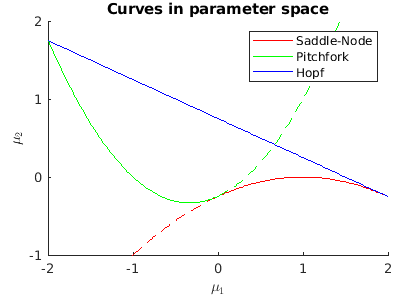 Curves in parameter space
Saddle-Node
Pitchfork
Hopf
2
1
0
-1
μ2
-2
-1
0
1
2
μ1